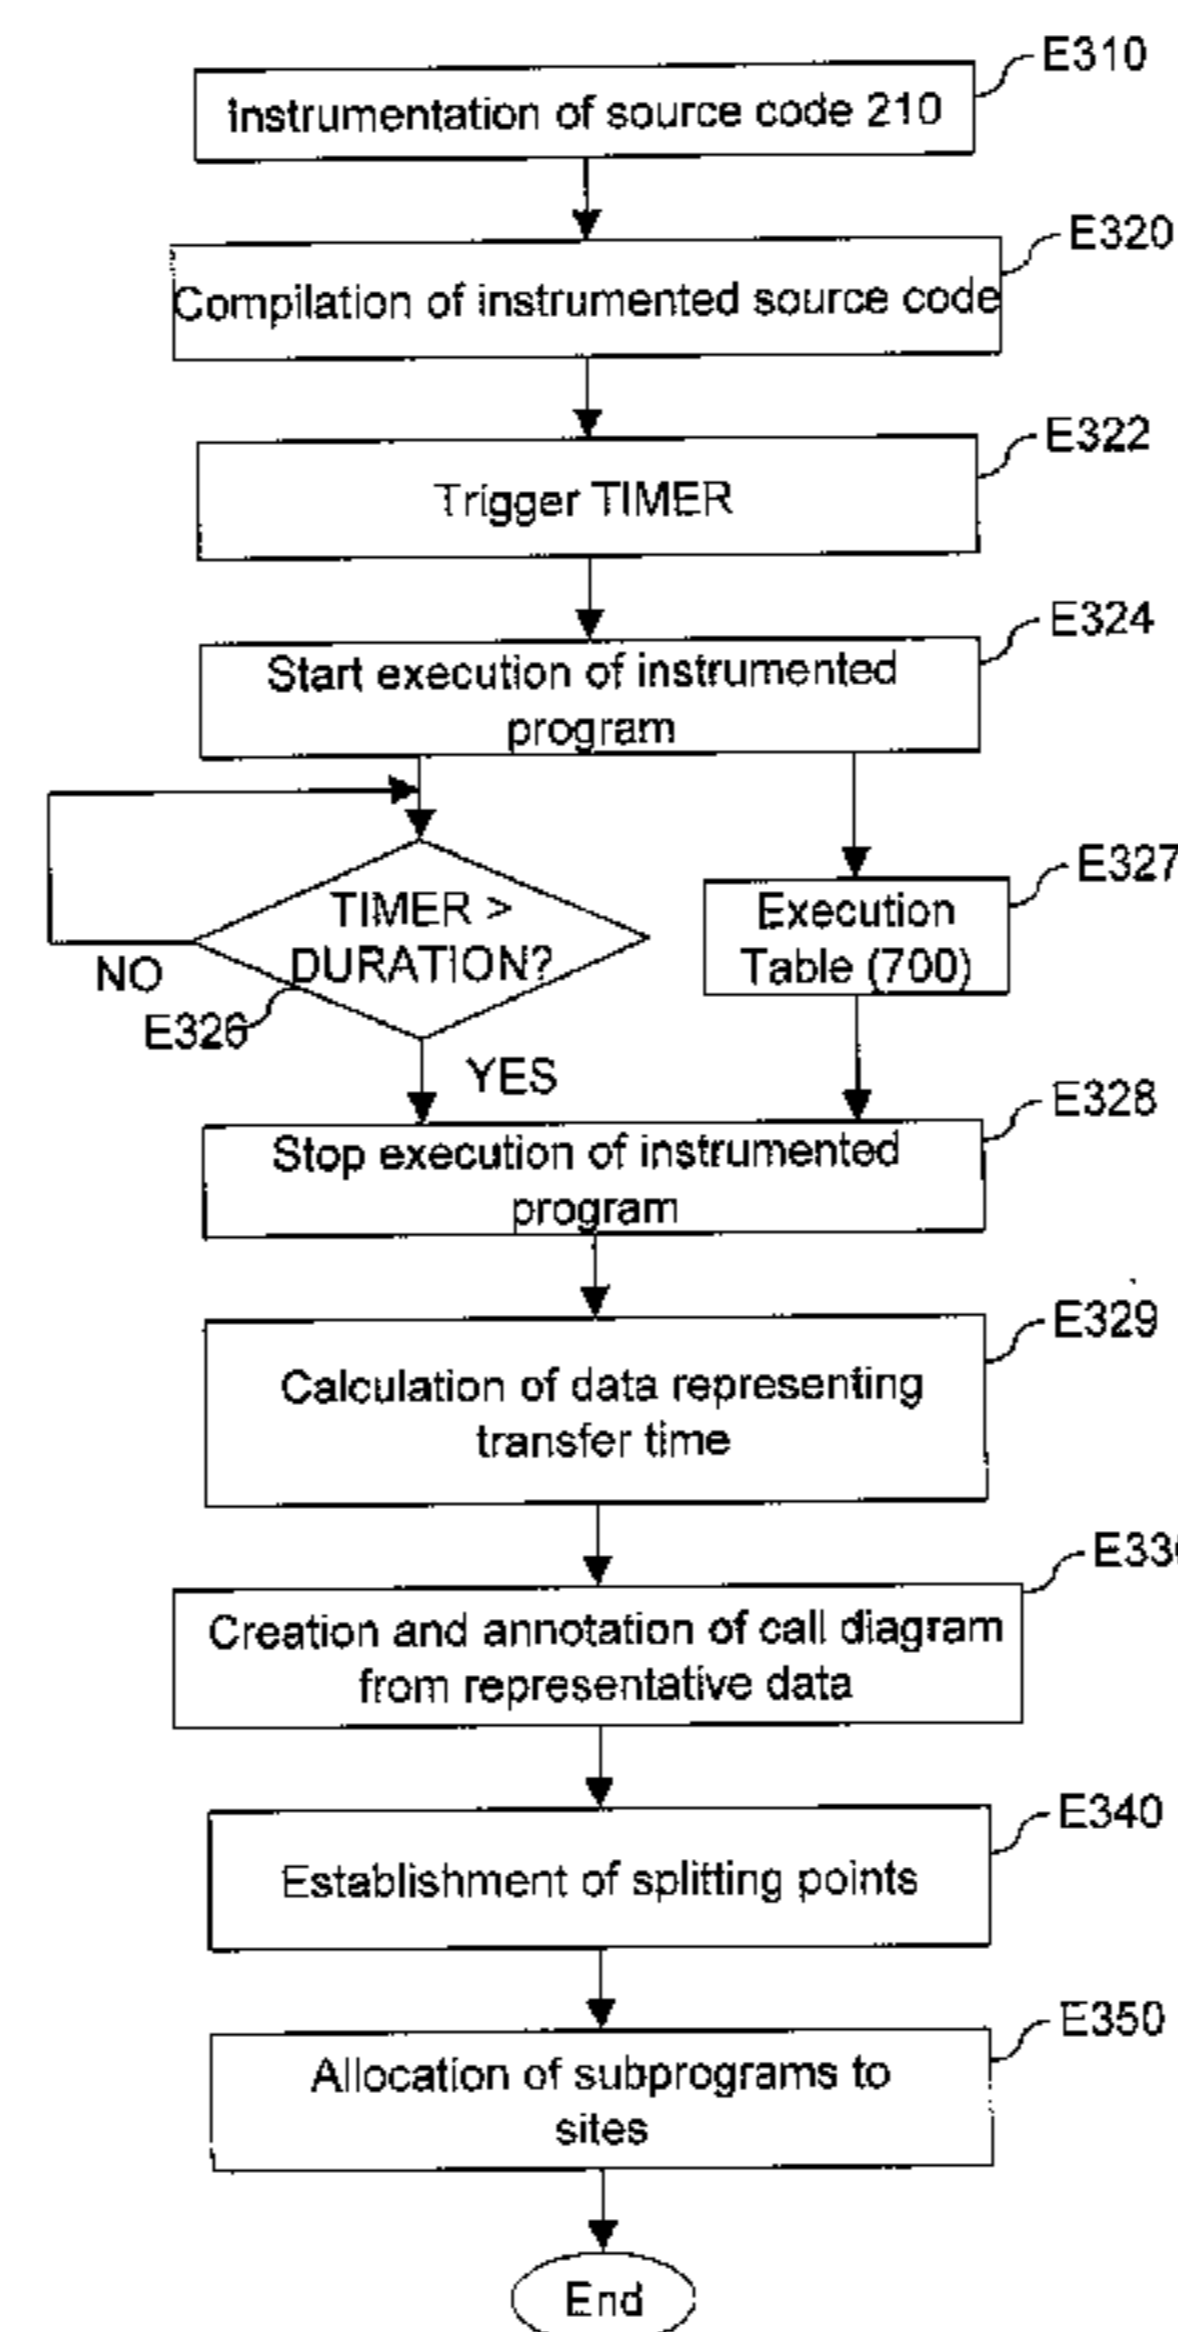 E310
Instrumentation of source code 210
E320
Compilation of instrumented source code
E322
Trigger TIMER
E324
Start execution of instrumented
program
TIMER >
DURATION?
NO
E326
YES
E327
Execution
Table (700)
E328
Stop execution of instrumented
program
E329
Calculation of data representing
transfer time
E330
Creation and annotation of call diagram
from representative data
E340
Establishment of splitting points
E350
Allocation of subprograms to
sites
End